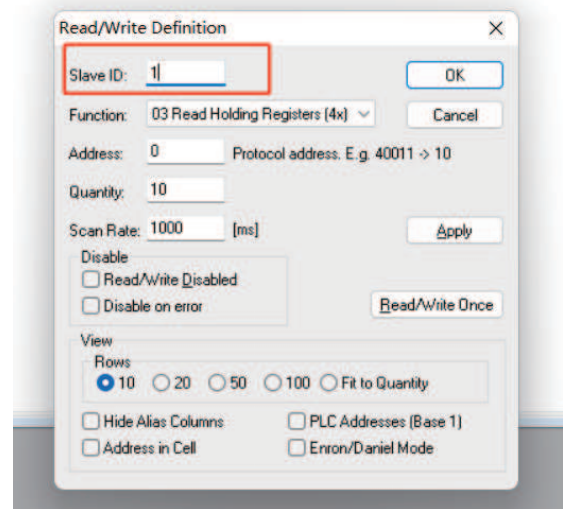 Read/Write Definition
Slave ID: 1 OK
Function: 03 Read Holding Registers (4x) Cancel
Address: 0 Protocol address. E.g. 40011 -> 10
Quantity: 10
Scan Rate: 1000 [ms] Apply
Disable
Read/Write Disabled
Disable on error Read/Write Once
View
Rows
10 20 50 100 Fit to Quantity
Hide Alias Columns PLC Addresses (Base 1)
Address in Cell Enron/Daniel Mode